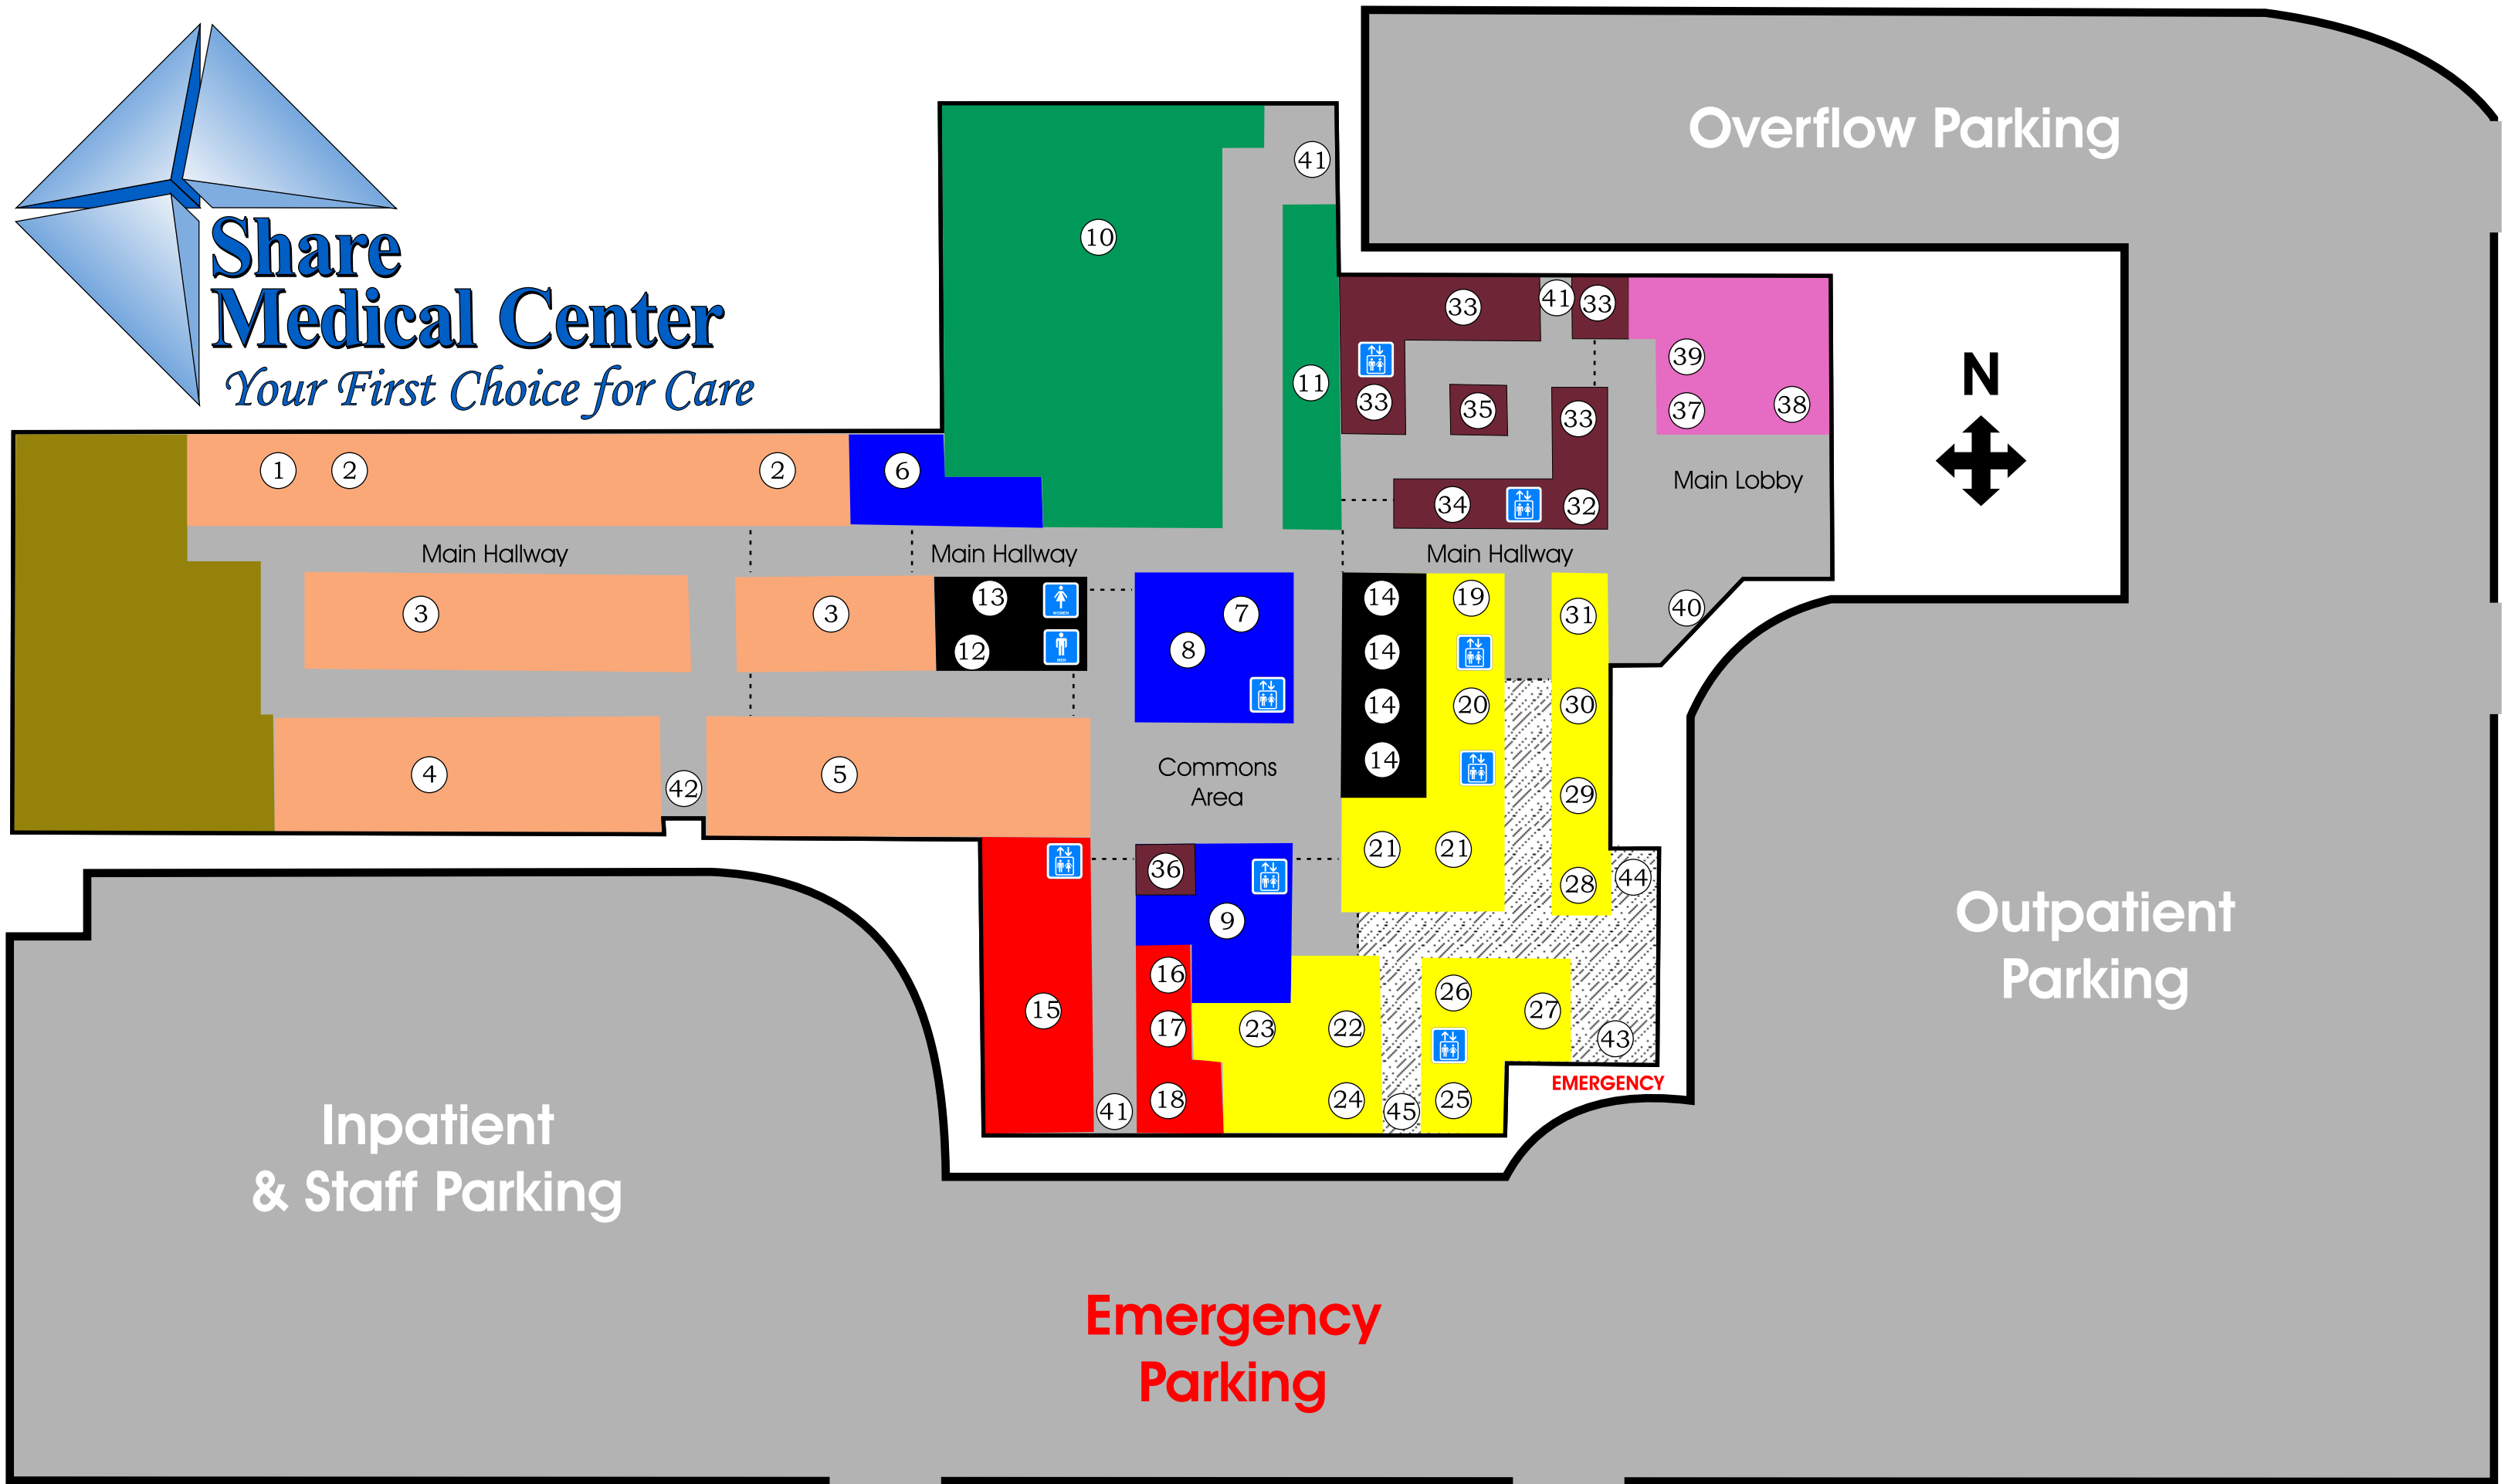 Overflow Parking
41
Share
Medical Center
Your First Choice for Care
10
33
41
33
39
N
11
33
35
33
37
38
1
2
2
6
Main Lobby
34
32
Main Hallway
Main Hallway
Main Hallway
3
3
13
WOMEN
12
MEN
7
8
14
14
14
14
19
20
31
30
40
4
42
5
Commons
Area
29
21
21
28
44
36
9
Outpatient
Parking
16
15
17
18
23
22
24
26
27
25
43
41
45
EMERGENCY
Inpatient
& Staff Parking
Emergency
Parking